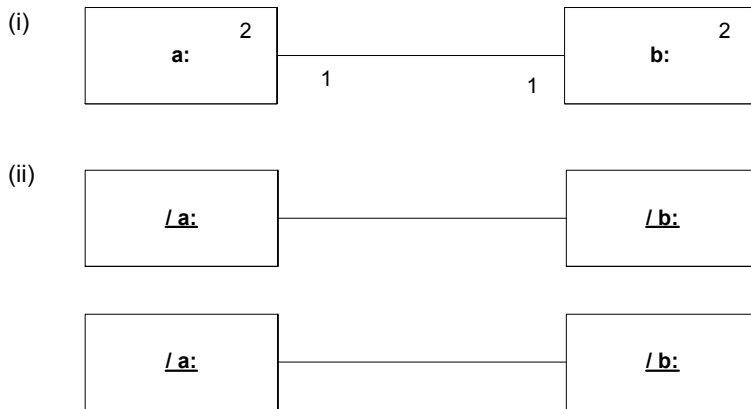 (i)
a: 2 b: 2
1 1
(ii)
/ a: / b:
/ a: / b: